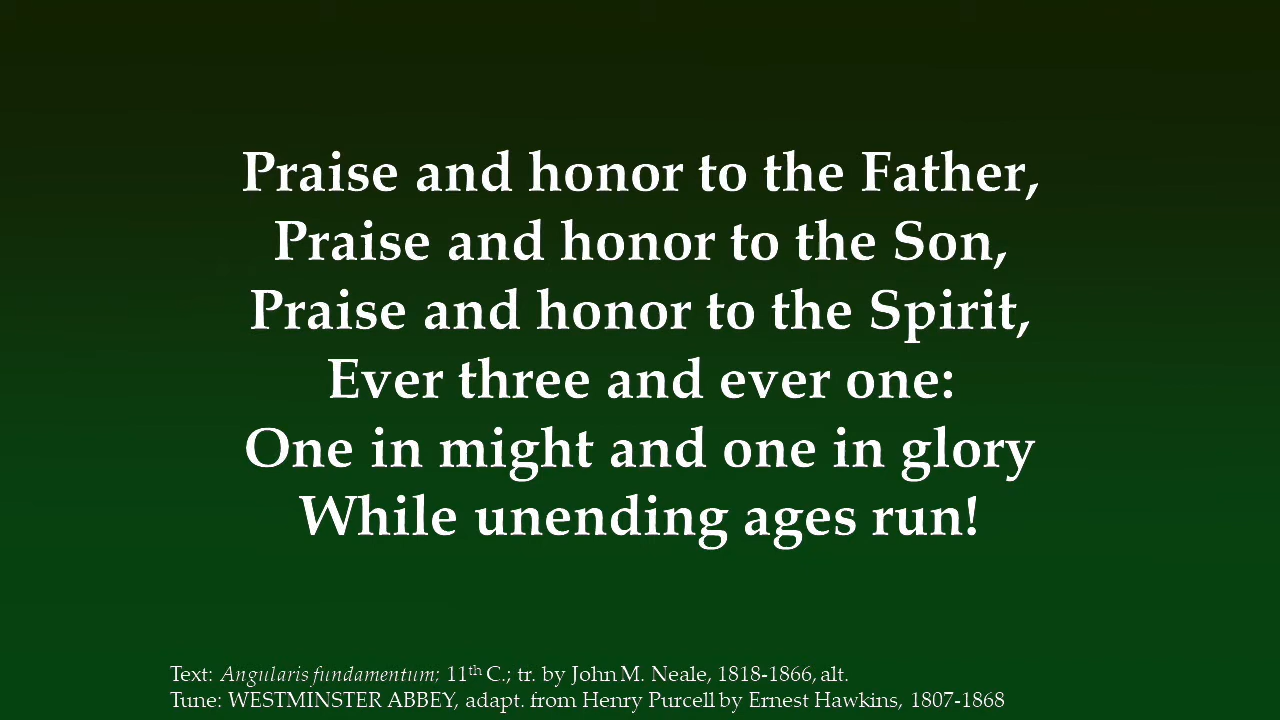 Praise and honor to the Father,
Praise and honor to the Son,
Praise and honor to the Spirit,
Ever three and ever one:
One in might and one in glory
While unending ages run!
Text: Angularis fundamentum; 11th C.; tr. by John M. Neale, 1818-1866, alt.
Tune: WESTMINSTER ABBEY, adapt. from Henry Purcell by Ernest Hawkins, 1807-1868